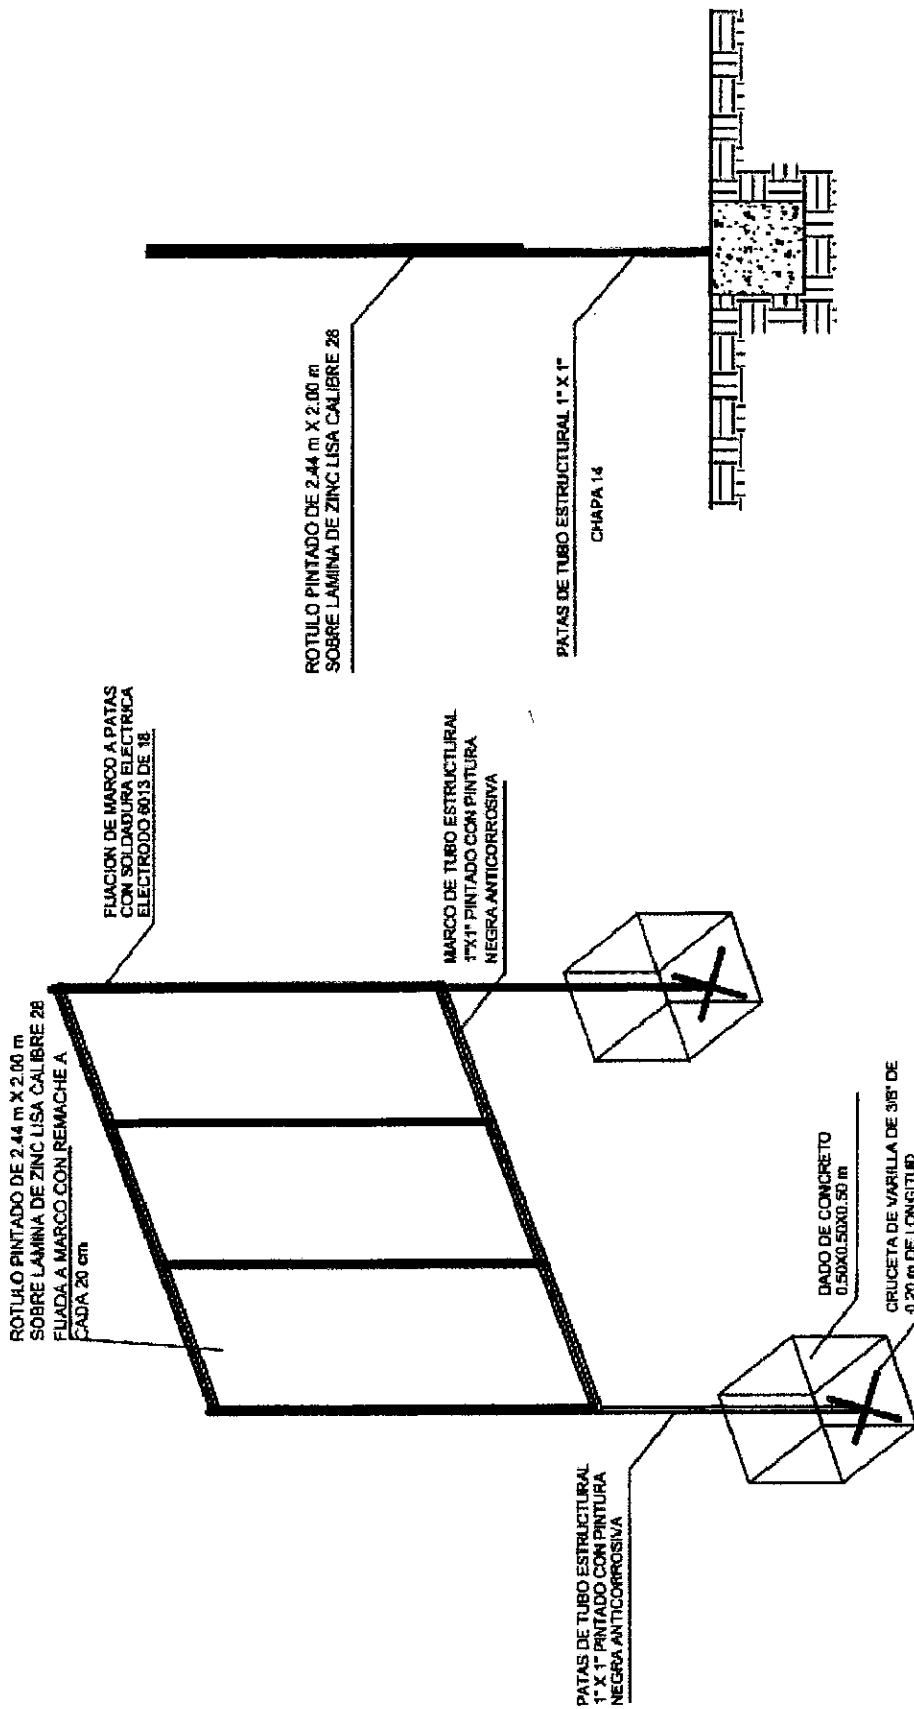 ROTULO PINTADO DE 2.44 m X 2.00 m
SOBRE LAMINA DE ZINC LISA CALIBRE 28
FIJADA A MARCO CON REMACHE A
CADA 20 cm
FIJACION DE MARCO A PATAS
CON SOLDADURA ELECTRICA
ELECTRODO 6013 DE 18
MARCO DE TUBO ESTRUCTURAL
1"X1" PINTADO CON PINTURA
NEGRA ANTICORROSIVA
PATAS DE TUBO ESTRUCTURAL
1" X 1" PINTADO CON PINTURA
NEGRA ANTICORROSIVA
DADO DE CONCRETO
0.50X0.50X0.50 m
CRUCETA DE VARILLA DE 3/8" DE
0.20 m DE LONGITUD
ROTULO PINTADO DE 2.44 m X 2.00 m
SOBRE LAMINA DE ZINC LISA CALIBRE 28
PATAS DE TUBO ESTRUCTURAL 1" X 1"
CHAPA 14